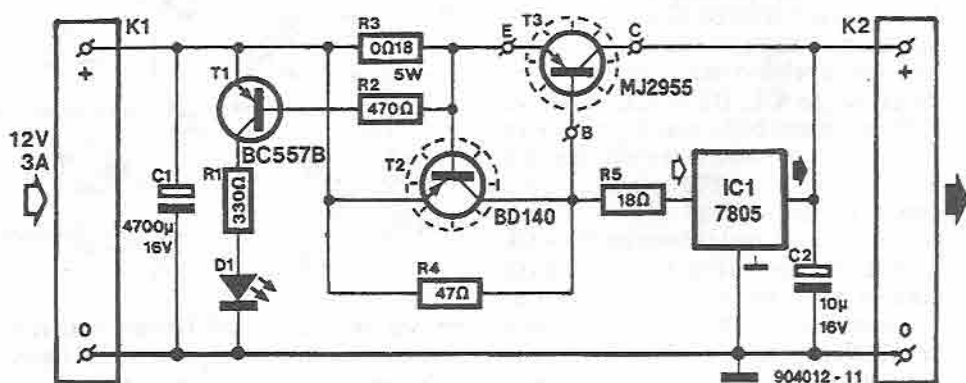 K1
+
12V
3A
0
C1
4700µ
16V
T1
BC557B
R1
330Ω
D1
R3
0Ω18
5W
R2
470Ω
T2
BD140
R4
47Ω
E
T3
C
MJ2955
B
R5
18Ω
IC1
7805
C2
10µ
16V
K2
+
0
904012 - 11